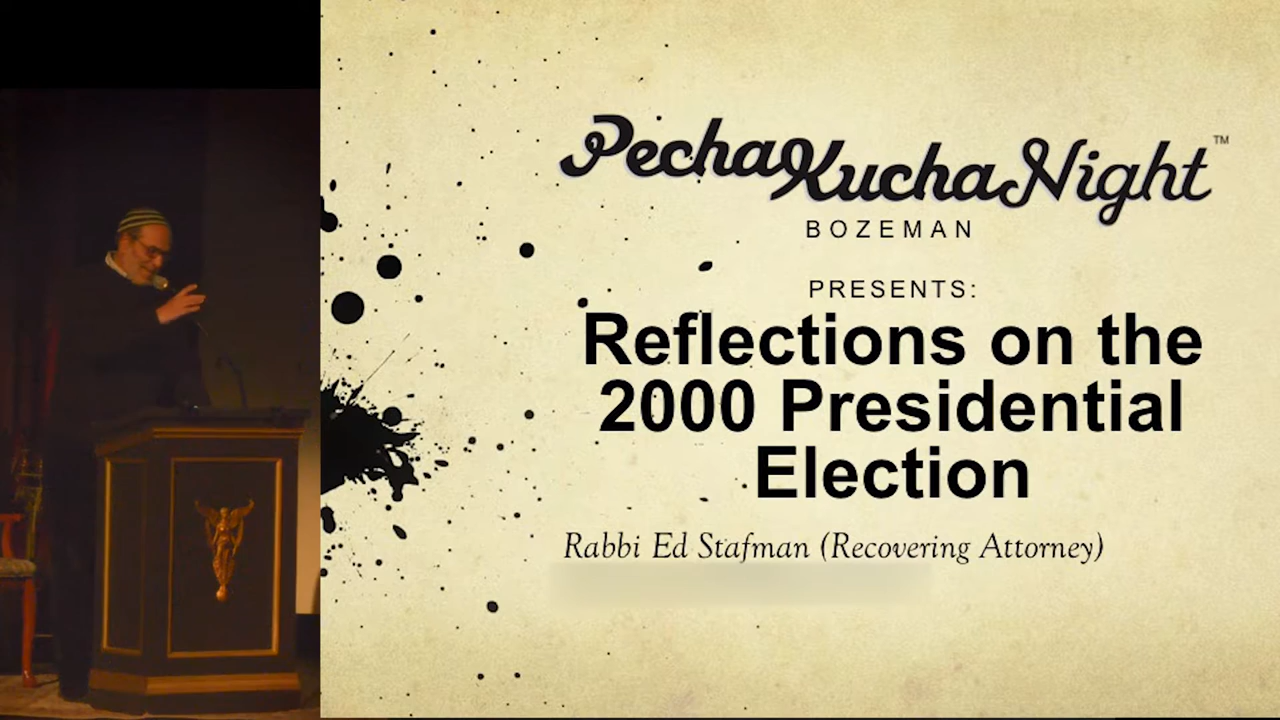 PechaKuchaNight™
BOZEMAN
PRESENTS:
Reflections on the
2000 Presidential
Election
Rabbi Ed Stafman (Recovering Attorney)